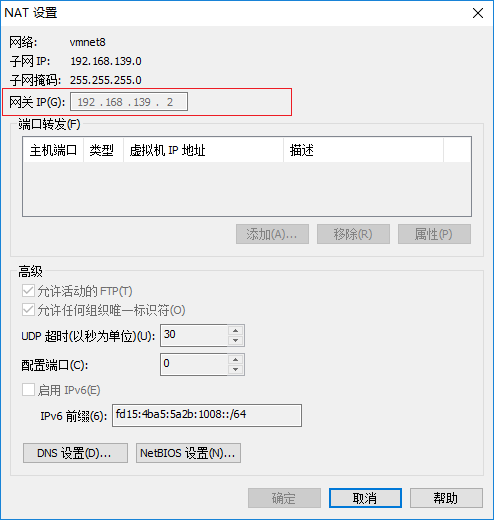 NAT 设置
网络: vmnet8
子网 IP: 192.168.139.0
子网掩码: 255.255.255.0
网关 IP(G): 192 . 168 . 139 . 2
端口转发(F)
主机端口 类型 虚拟机 IP 地址 描述
添加(A)... 移除(R) 属性(P)
高级
允许活动的 FTP(T)
允许任何组织唯一标识符(O)
UDP 超时(以秒为单位)(U): 30
配置端口(C): 0
启用 IPv6(E)
IPv6 前缀(6): fd15:4ba5:5a2b:1008::/64
DNS 设置(D)... NetBIOS 设置(N)...
确定 取消 帮助